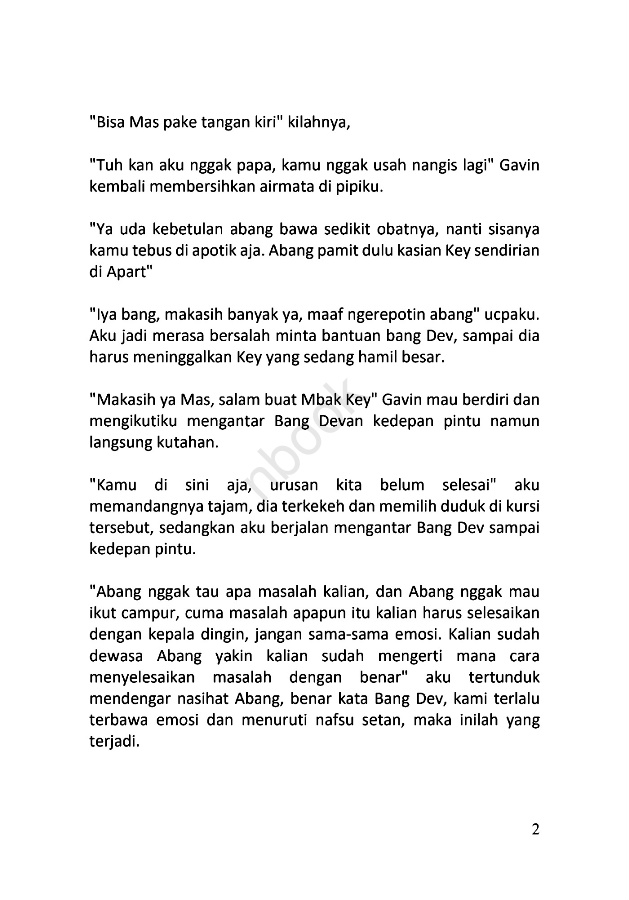 "Bisa Mas pake tangan kiri" kilahnya,
"Tuh kan aku nggak papa, kamu nggak usah nangis lagi" Gavin
kembali membersihkan airmata di pipiku.
"Ya uda kebetulan abang bawa sedikit obatnya, nanti sisanya
kamu tebus di apotik aja. Abang pamit dulu kasian Key sendirian
di Apart"
"Iya bang, makasih banyak ya, maaf ngerepotin abang" ucpaku.
Aku jadi merasa bersalah minta bantuan bang Dev, sampai dia
harus meninggalkan Key yang sedang hamil besar.
"Makasih ya Mas, salam buat Mbak Key" Gavin mau berdiri dan
mengikutiku mengantar Bang Devan kedepan pintu namun
langsung kutahan.
"Kamu di sini aja, urusan kita belum selesai" aku
memandangnya tajam, dia terkekeh dan memilih duduk di kursi
tersebut, sedangkan aku berjalan mengantar Bang Dev sampai
kedepan pintu.
"Abang nggak tau apa masalah kalian, dan Abang nggak mau
ikut campur, cuma masalah apapun itu kalian harus selesaikan
dengan kepala dingin, jangan sama-sama emosi. Kalian sudah
dewasa Abang yakin kalian sudah mengerti mana cara
menyelesaikan masalah dengan benar" aku tertunduk
mendengar nasihat Abang, benar kata Bang Dev, kami terlalu
terbawa emosi dan menuruti nafsu setan, maka inilah yang
terjadi.
nbook
2